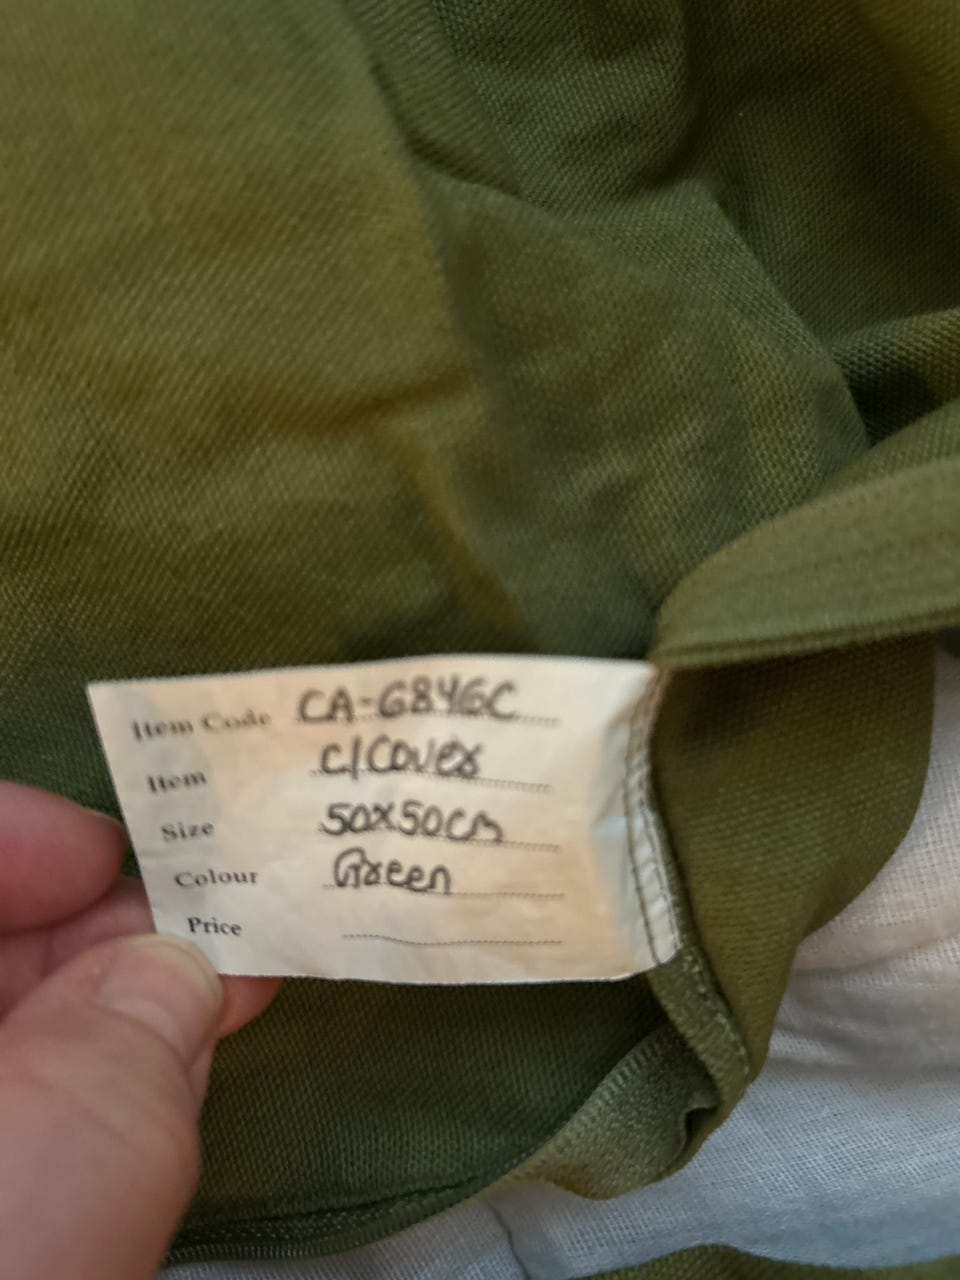 Item Code CA-6846C
Item C/Cover
Size 50x50cm
Colour Green
Price